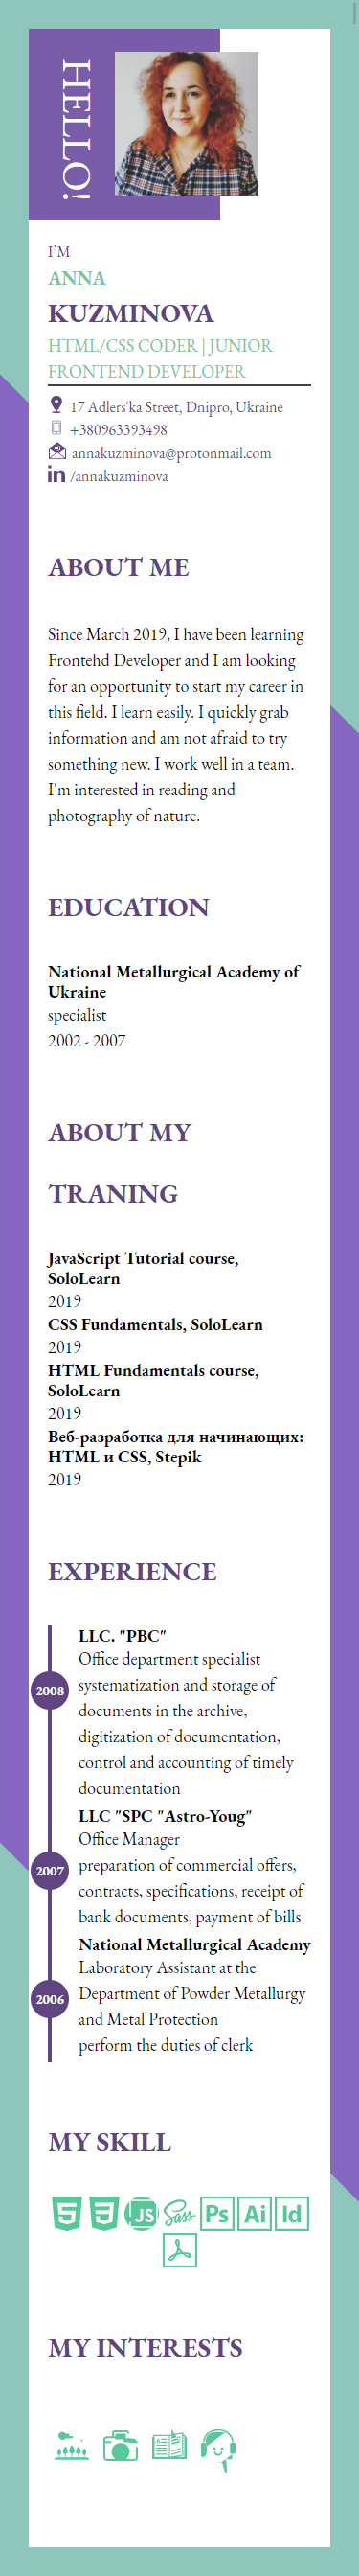 HELLO!
I'M
ANNA
KUZMINOVA
HTML/CSS CODER | JUNIOR
FRONTEND DEVELOPER
17 Adlers'ka Street, Dnipro, Ukraine
+380963393498
annakuzminova@protonmail.com
in /annakuzminova
ABOUT ME
Since March 2019, I have been learning
Frontehd Developer and I am looking
for an opportunity to start my career in
this field. I learn easily. I quickly grab
information and am not afraid to try
something new. I work well in a team.
I'm interested in reading and
photography of nature.
EDUCATION
National Metallurgical Academy of
Ukraine
specialist
2002 - 2007
ABOUT MY
TRANING
JavaScript Tutorial course,
SoloLearn
2019
CSS Fundamentals, SoloLearn
2019
HTML Fundamentals course,
SoloLearn
2019
Веб-разработка для начинающих:
HTML и CSS, Stepik
2019
EXPERIENCE
LLC. "PBC"
Office department specialist
2008
systematization and storage of
documents in the archive,
digitization of documentation,
control and accounting of timely
documentation
LLC "SPC "Astro-Youg"
Office Manager
2007
preparation of commercial offers,
contracts, specifications, receipt of
bank documents, payment of bills
National Metallurgical Academy
Laboratory Assistant at the
2006
Department of Powder Metallurgy
and Metal Protection
perform the duties of clerk
MY SKILL
5 3 JS Sass Ps Ai Id
MY INTERESTS